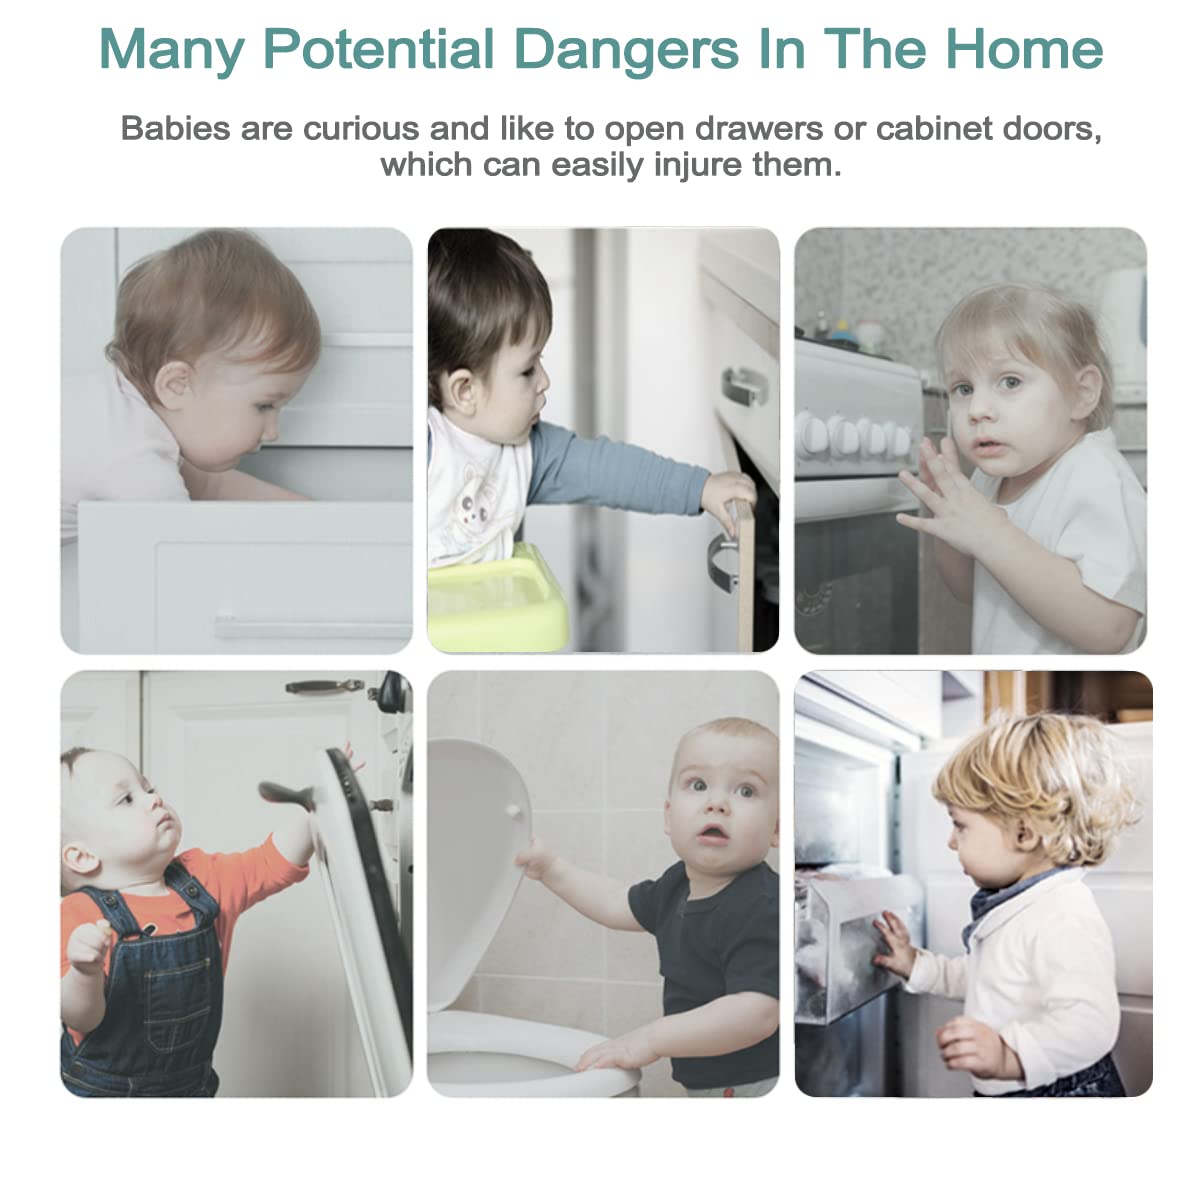 Many Potential Dangers In The Home
Babies are curious and like to open drawers or cabinet doors,
which can easily injure them.